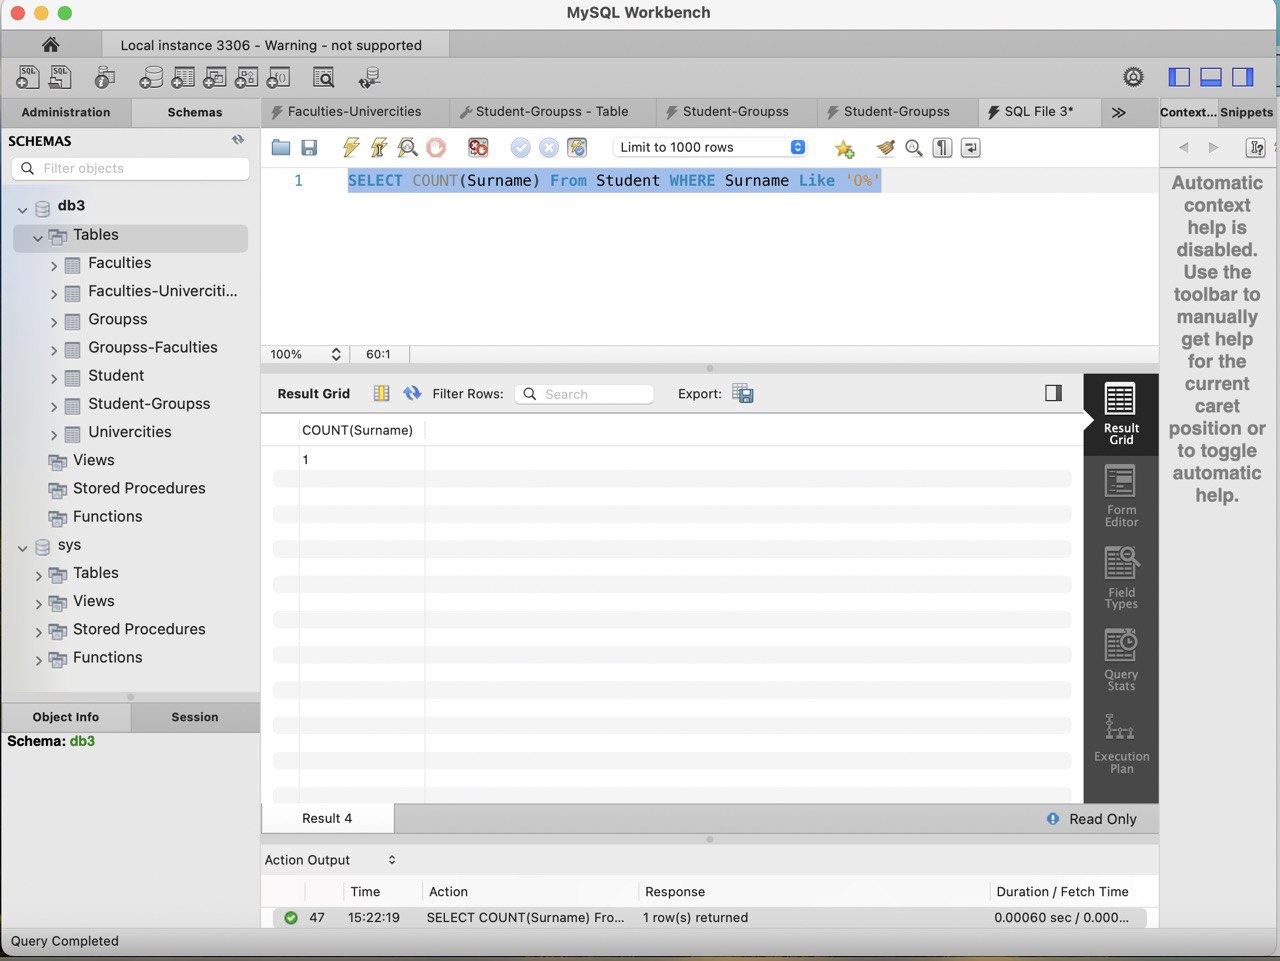 MySQL Workbench
Local instance 3306 - Warning - not supported
Administration
Schemas
Faculties-Univercities
Student-Groupss - Table
Student-Groupss
Student-Groupss
SQL File 3*
Context...
Snippets
SCHEMAS
Filter objects
Limit to 1000 rows
1
SELECT COUNT(Surname) From Student WHERE Surname Like 'O%'
db3
Tables
Faculties
Faculties-Univerciti...
Groupss
Groupss-Faculties
Student
Student-Groupss
Univercities
Views
Stored Procedures
Functions
sys
Tables
Views
Stored Procedures
Functions
Automatic
context
help is
disabled.
Use the
toolbar to
manually
get help
for the
current
caret
position or
to toggle
automatic
help.
100%
60:1
Result Grid
Filter Rows:
Search
Export:
COUNT(Surname)
1
Result
Grid
Form
Editor
Field
Types
Query
Stats
Execution
Plan
Object Info
Session
Schema: db3
Result 4
Read Only
Action Output
Time
Action
Response
Duration / Fetch Time
47
15:22:19
SELECT COUNT(Surname) Fro...
1 row(s) returned
0.00060 sec / 0.000...
Query Completed